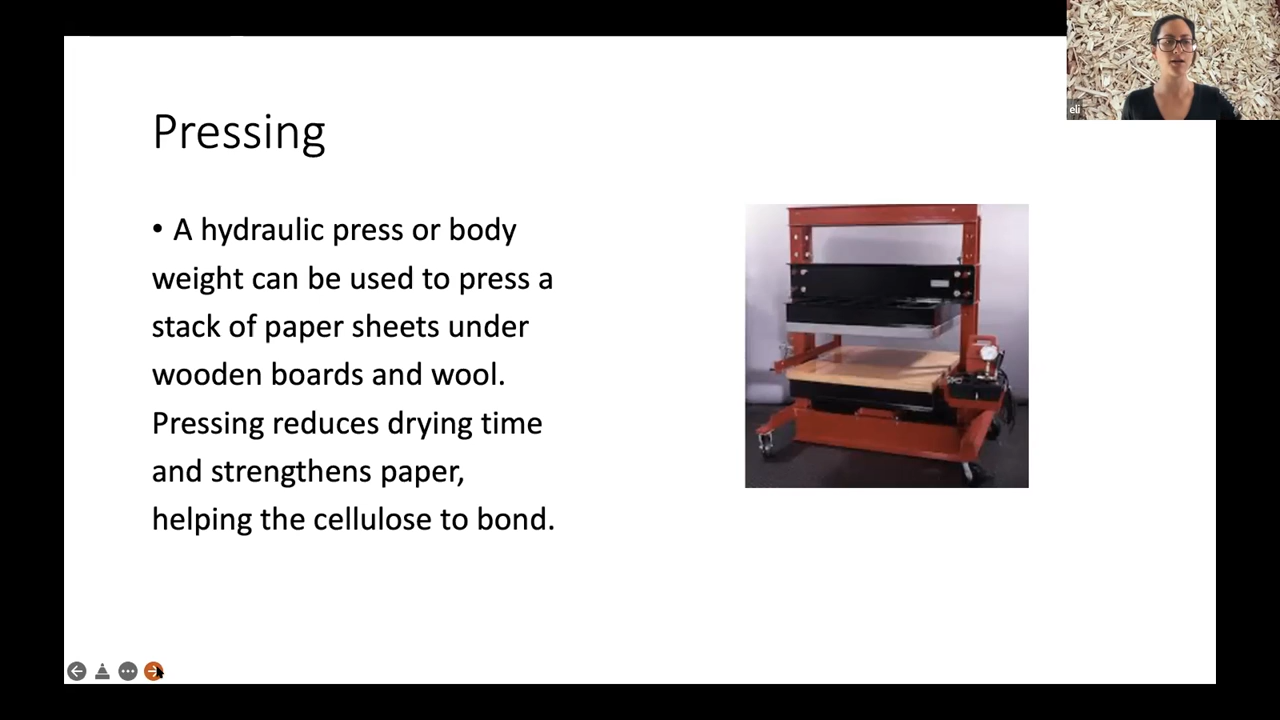 eli
Pressing
• A hydraulic press or body
weight can be used to press a
stack of paper sheets under
wooden boards and wool.
Pressing reduces drying time
and strengthens paper,
helping the cellulose to bond.